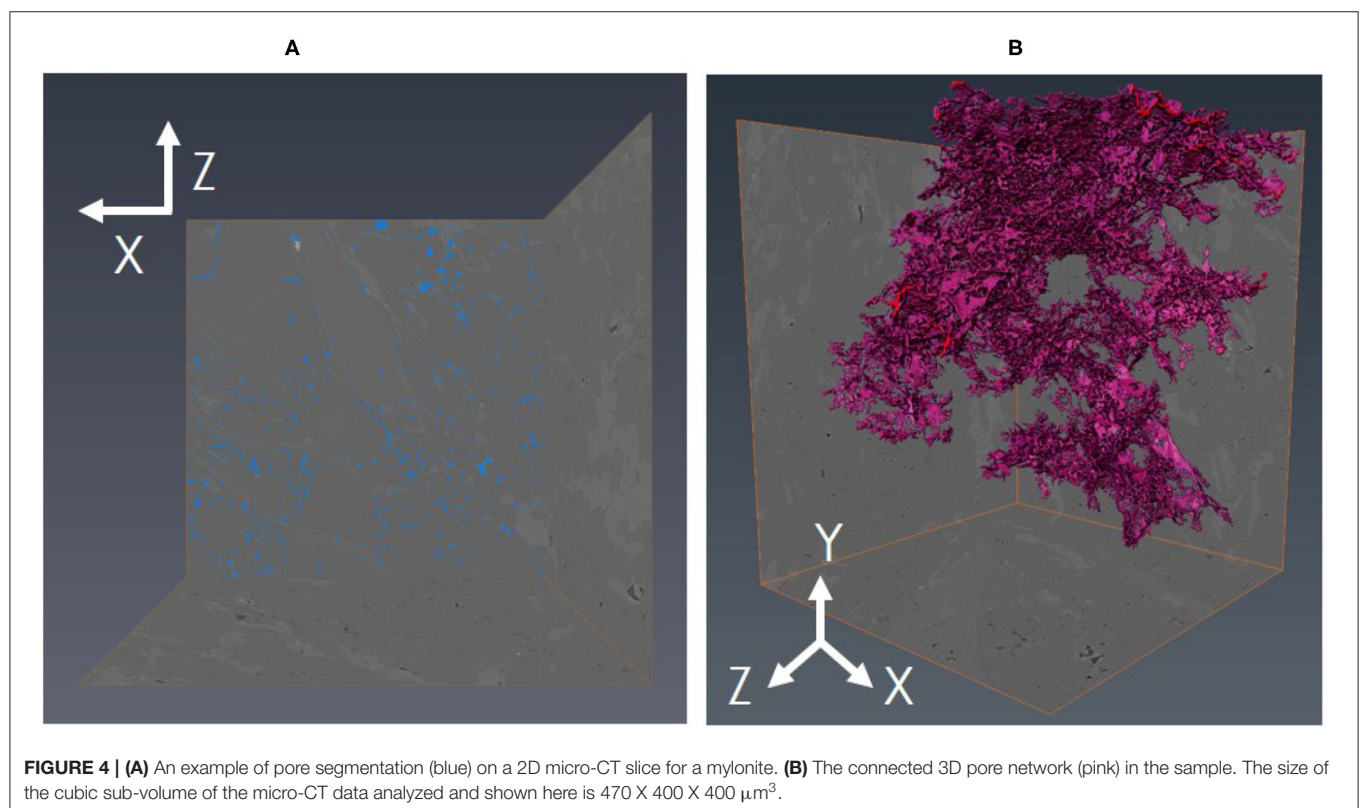 A
B
Z
X
Y
Z
X
FIGURE 4 | (A) An example of pore segmentation (blue) on a 2D micro-CT slice for a mylonite. (B) The connected 3D pore network (pink) in the sample. The size of
the cubic sub-volume of the micro-CT data analyzed and shown here is 470 X 400 X 400 μm³.